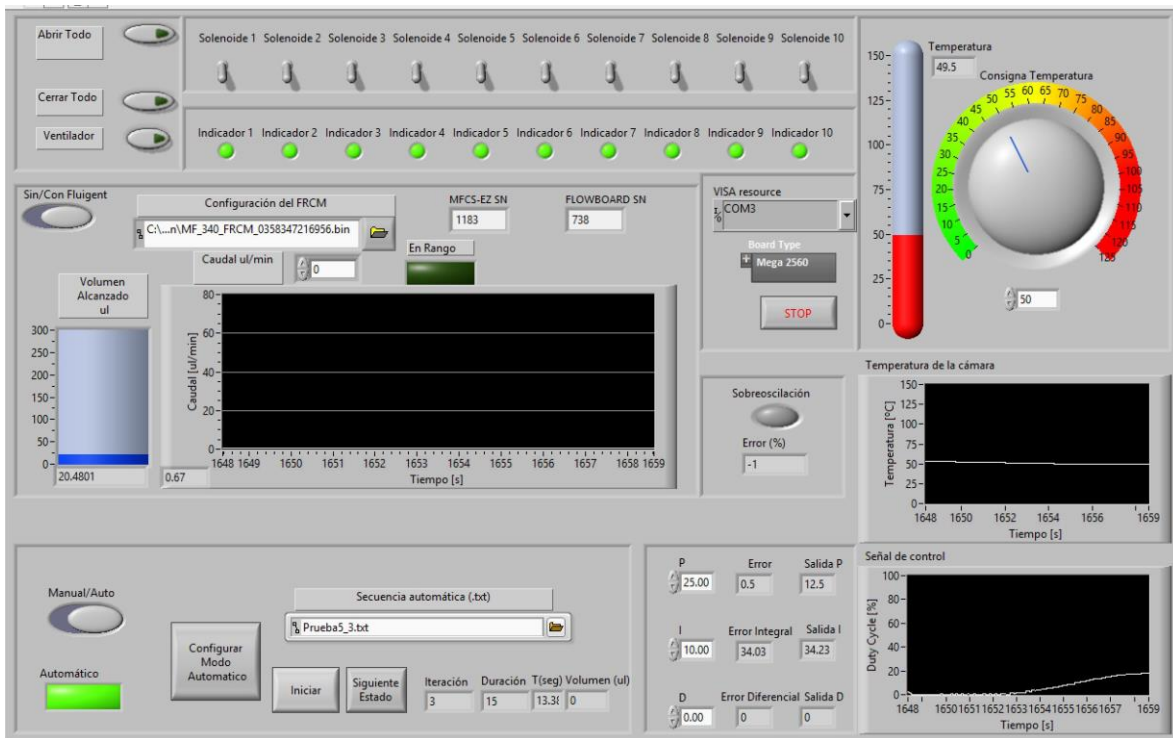 Abrir Todo
Cerrar Todo
Ventilador
Solenoide 1 Solenoide 2 Solenoide 3 Solenoide 4 Solenoide 5 Solenoide 6 Solenoide 7 Solenoide 8 Solenoide 9 Solenoide 10
Indicador 1 Indicador 2 Indicador 3 Indicador 4 Indicador 5 Indicador 6 Indicador 7 Indicador 8 Indicador 9 Indicador 10
Temperatura
49.5
150
125
100
75
50
25
0
Consigna Temperatura
0 5 10 15 20 25 30 35 40 45 50 55 60 65 70 75 80 85 90 95 100 105 110 115 120 125
50
Sin/Con Fluigent
Configuración del FRCM
C:\...n\MF_340_FRCM_0358347216956.bin
MFCS-EZ SN
1183
FLOWBOARD SN
738
Caudal ul/min
0
En Rango
Volumen
Alcanzado
ul
300
250
200
150
100
50
0
20.4801
0.67
Caudal [ul/min]
80
60
40
20
0
1648 1649 1650 1651 1652 1653 1654 1655 1656 1657 1658 1659
Tiempo [s]
VISA resource
COM3
Board Type
Mega 2560
STOP
Sobreoscilación
Error (%)
-1
Temperatura de la cámara
Temperatura [ºC]
150
125
100
75
50
25
0
1648 1650 1652 1654 1656 1659
Tiempo [s]
Manual/Auto
Automático
Configurar
Modo
Automatico
Secuencia automática (.txt)
Prueba5_3.txt
Iniciar
Siguiente
Estado
Iteración Duración T(seg) Volumen (ul)
3 15 13.38 0
P Error Salida P
25.00 0.5 12.5
I Error Integral Salida I
10.00 34.03 34.23
D Error Diferencial Salida D
0.00 0 0
Señal de control
Duty Cycle [%]
100
80
60
40
20
0
1648 1650 1651 1652 1653 1654 1655 1656 1657 1659
Tiempo [s]